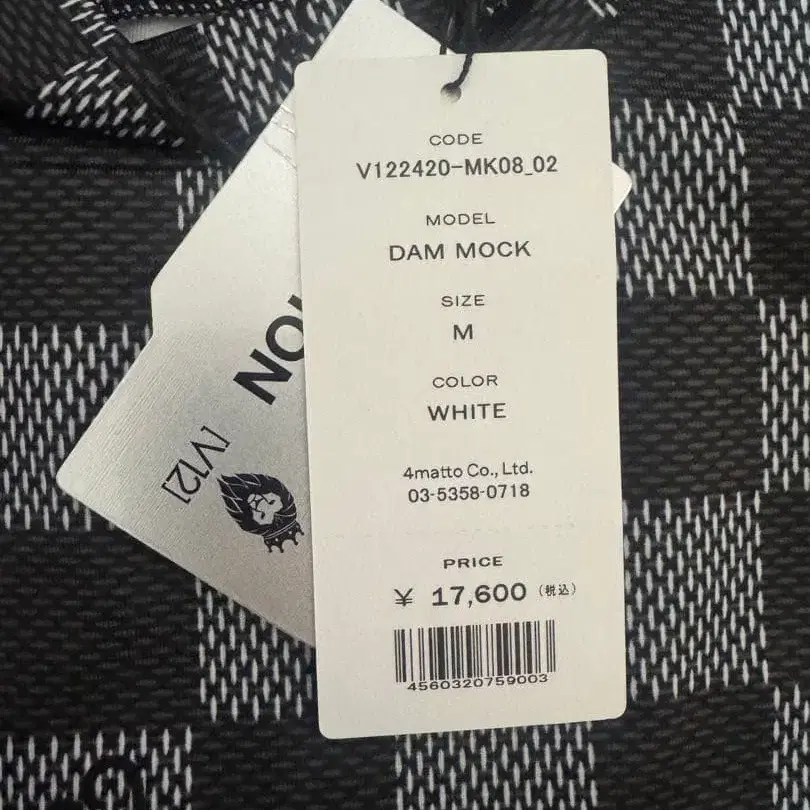 CODE
V122420-MK08_02
MODEL
DAM MOCK
SIZE
M
COLOR
WHITE
4matto Co., Ltd.
03-5358-0718
PRICE
¥ 17,600 (税込)
4560320759003
[V12]